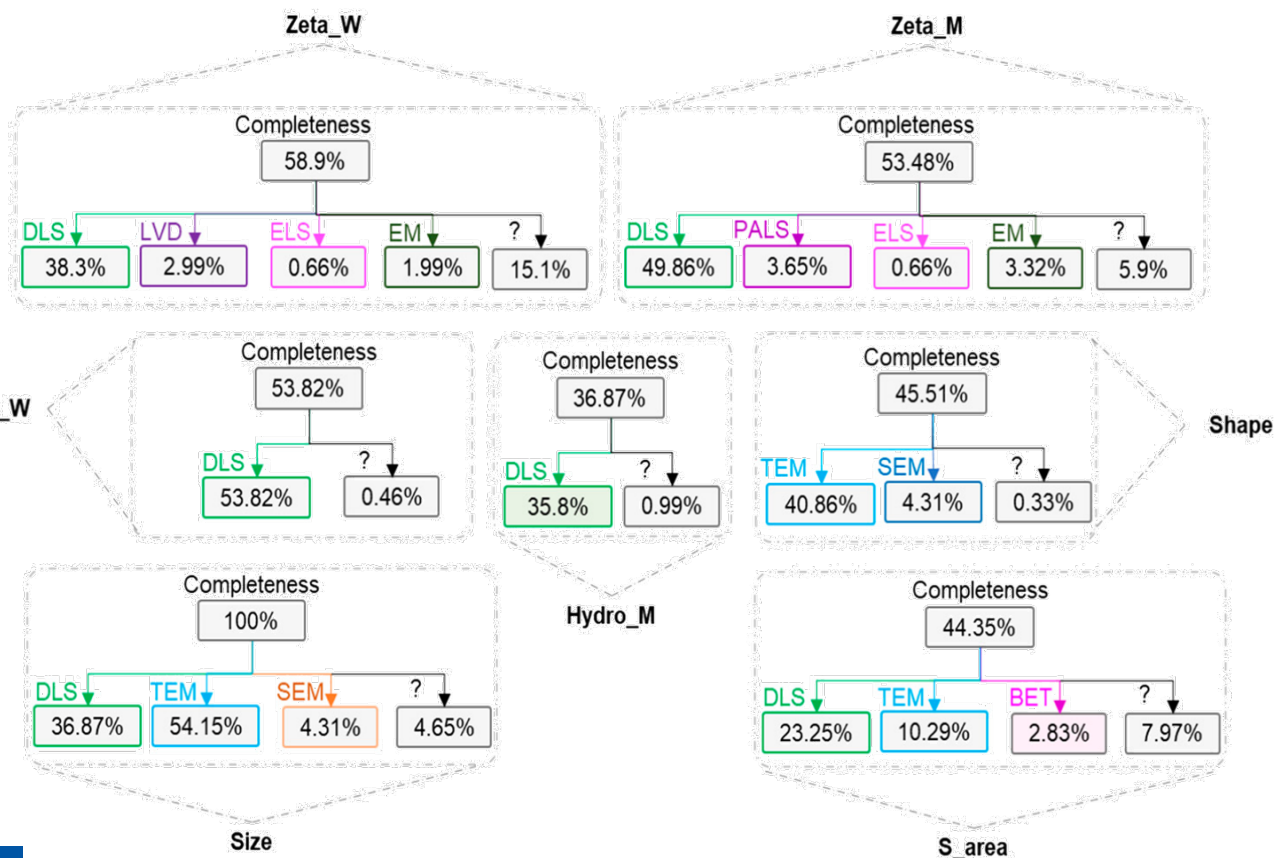 Zeta_W
Completeness
58.9%
DLS LVD ELS EM ?
38.3% 2.99% 0.66% 1.99% 15.1%
Zeta_M
Completeness
53.48%
DLS PALS ELS EM ?
49.86% 3.65% 0.66% 3.32% 5.9%
_W
Completeness
53.82%
DLS ?
53.82% 0.46%
Completeness
36.87%
DLS ?
35.8% 0.99%
Hydro_M
Completeness
45.51%
TEM SEM ?
40.86% 4.31% 0.33%
Shape
Completeness
100%
DLS TEM SEM ?
36.87% 54.15% 4.31% 4.65%
Size
Completeness
44.35%
DLS TEM BET ?
23.25% 10.29% 2.83% 7.97%
S_area